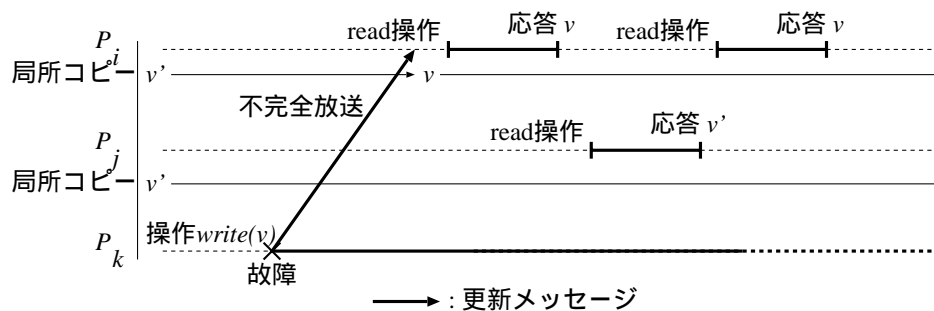 read操作 応答 v read操作 応答 v
P_i
局所コピー v' v
不完全放送
read操作 応答 v'
P_j
局所コピー v'
操作write(v)
P_k
故障
: 更新メッセージ